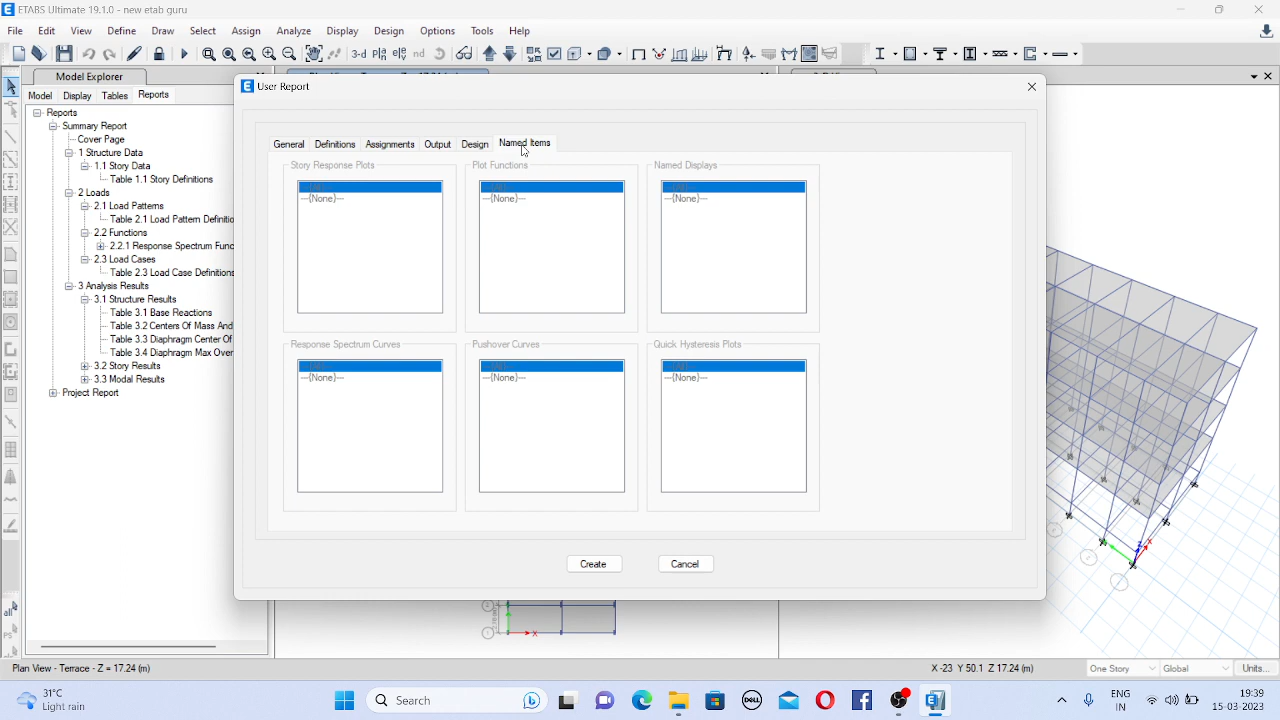 ETABS Ultimate 19.1.0 - new etab guru
File Edit View Define Draw Select Assign Analyze Display Design Options Tools Help
3-d nd
Model Explorer
Model Display Tables Reports
Reports
Summary Report
Cover Page
1 Structure Data
1.1 Story Data
Table 1.1 Story Definitions
2 Loads
2.1 Load Patterns
Table 2.1 Load Pattern Definitio
2.2 Functions
2.2.1 Response Spectrum Func
2.3 Load Cases
Table 2.3 Load Case Definitions
3 Analysis Results
3.1 Structure Results
Table 3.1 Base Reactions
Table 3.2 Centers Of Mass And
Table 3.3 Diaphragm Center Of
Table 3.4 Diaphragm Max Over
3.2 Story Results
3.3 Modal Results
Project Report
User Report
General Definitions Assignments Output Design Named Items
Story Response Plots Plot Functions Named Displays
---{None}--- ---{None}--- ---{None}---
Response Spectrum Curves Pushover Curves Quick Hysteresis Plots
---{None}--- ---{None}--- ---{None}---
Create Cancel
X
Z X
all
PS
Plan View - Terrace - Z = 17.24 (m) X -23 Y 50.1 Z 17.24 (m) One Story Global Units...
31°C
Light rain
Search
DELL
ENG
IN
19:39
15-03-2023